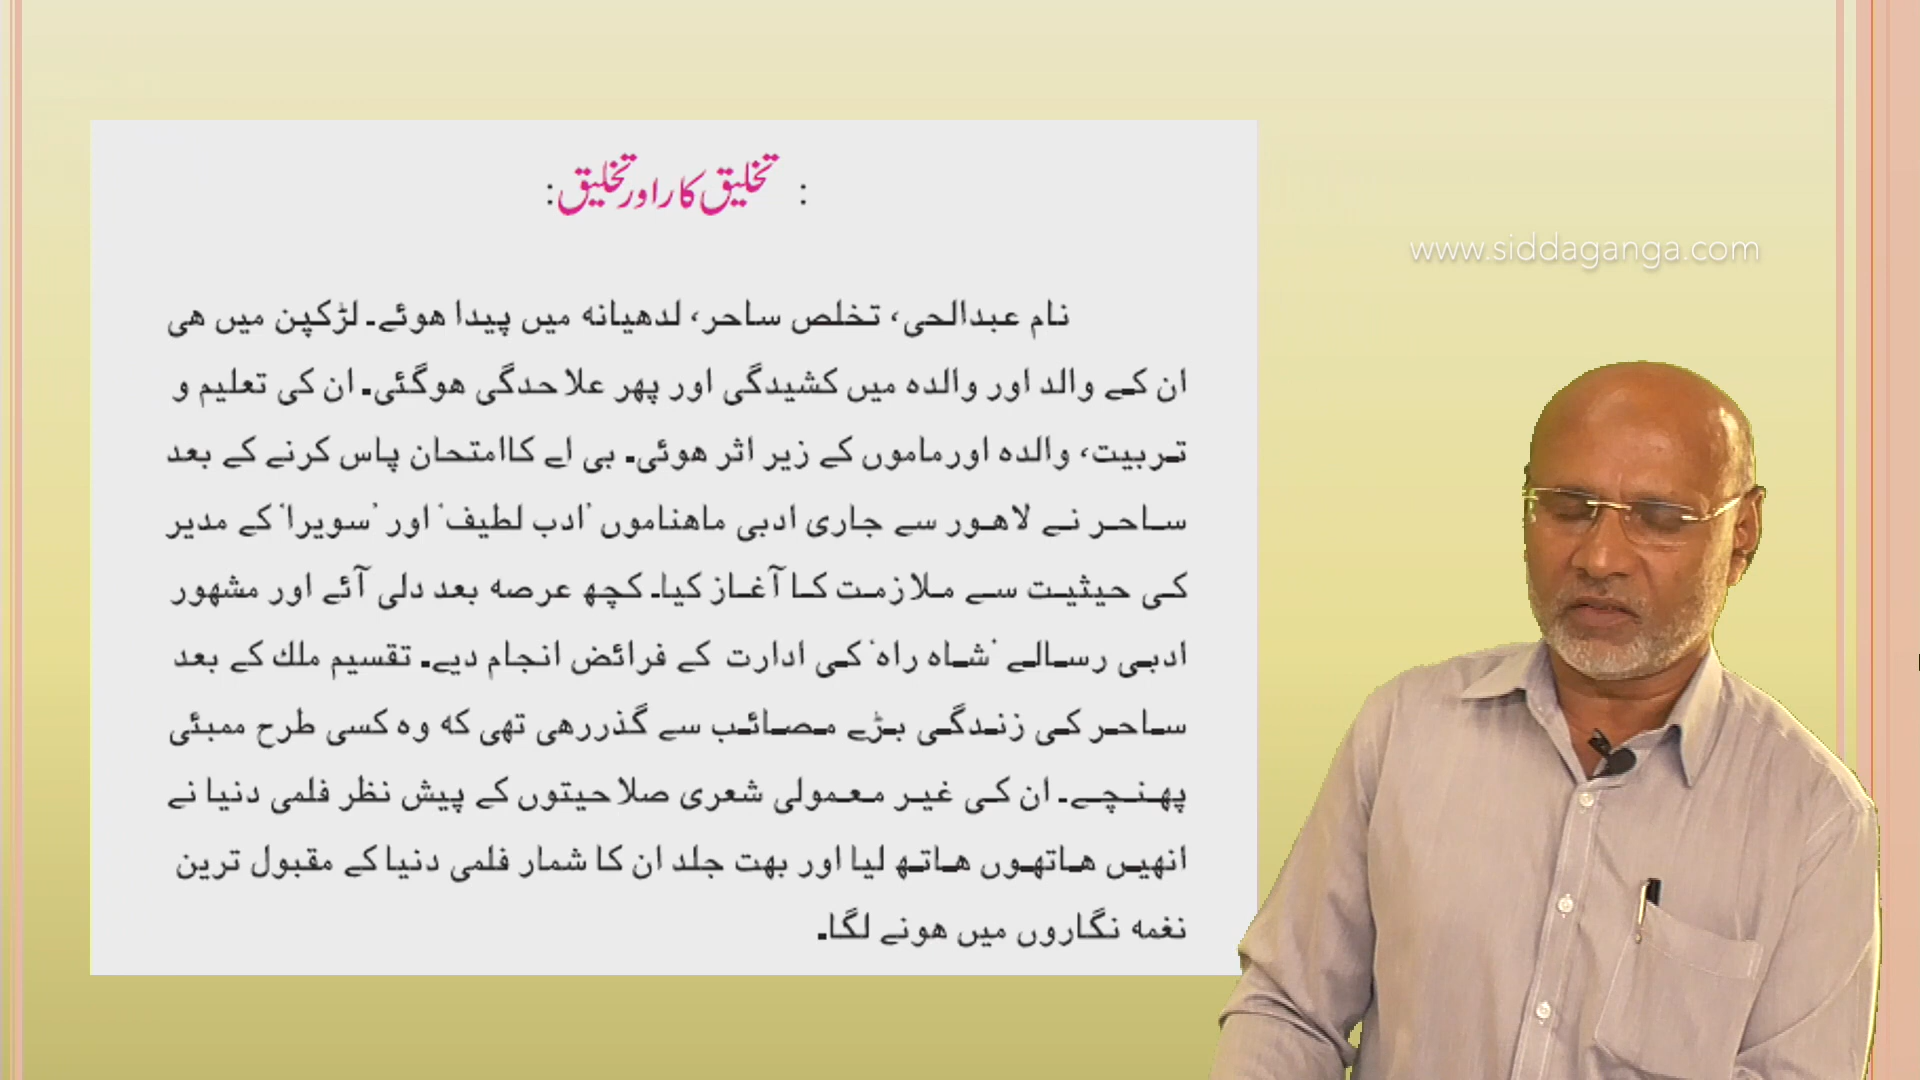 : تخلیق کار اور تخلیق:
www.siddaganga.com
نام عبدالحی، تخلص ساحر، لدھیانہ میں پیدا ھوئے۔ لڑکپن میں ھی
ان کے والد اور والدہ میں کشیدگی اور پھر علاحدگی ھوگئی۔ ان کی تعلیم و
تربیت، والدہ اورماموں کے زیر اثر ھوئی۔ بی اے کاامتحان پاس کرنے کے بعد
ساحر نے لاھور سے جاری ادبی ماھناموں ’ادب لطیف‘ اور ’سویرا‘ کے مدیر
کی حیثیت سے ملازمت کا آغاز کیا۔ کچھ عرصہ بعد دلی آئے اور مشھور
ادبی رسالے ’شاہ راہ‘ کی ادارت کے فرائض انجام دیے۔ تقسیم ملك کے بعد
ساحر کی زندگی بڑے مصائب سے گذررھی تھی کہ وہ کسی طرح ممبئی
پھنچے۔ ان کی غیر معمولی شعری صلاحیتوں کے پیش نظر فلمی دنیا نے
انھیں ھاتھوں ھاتھ لیا اور بھت جلد ان کا شمار فلمی دنیا کے مقبول ترین
نغمہ نگاروں میں ھونے لگا۔